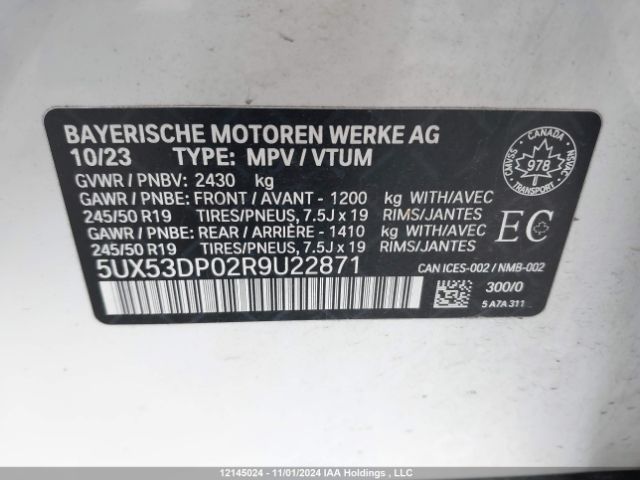 BAYERISCHE MOTOREN WERKE AG
10/23 TYPE: MPV / VTUM
GVWR / PNBV: 2430 kg
GAWR / PNBE: FRONT / AVANT - 1200 kg WITH/AVEC
245/50 R19 TIRES/PNEUS, 7.5J x 19 RIMS/JANTES
GAWR / PNBE: REAR / ARRIÈRE - 1410 kg WITH/AVEC
245/50 R19 TIRES/PNEUS, 7.5J x 19 RIMS/JANTES
CANADA
CMVSS
978
NSVAC
TRANSPORT
EC
5UX53DP02R9U22871
CAN ICES-002 / NMB-002
300/0
5 A7A 311
12145024 - 11/01/2024 IAA Holdings , LLC